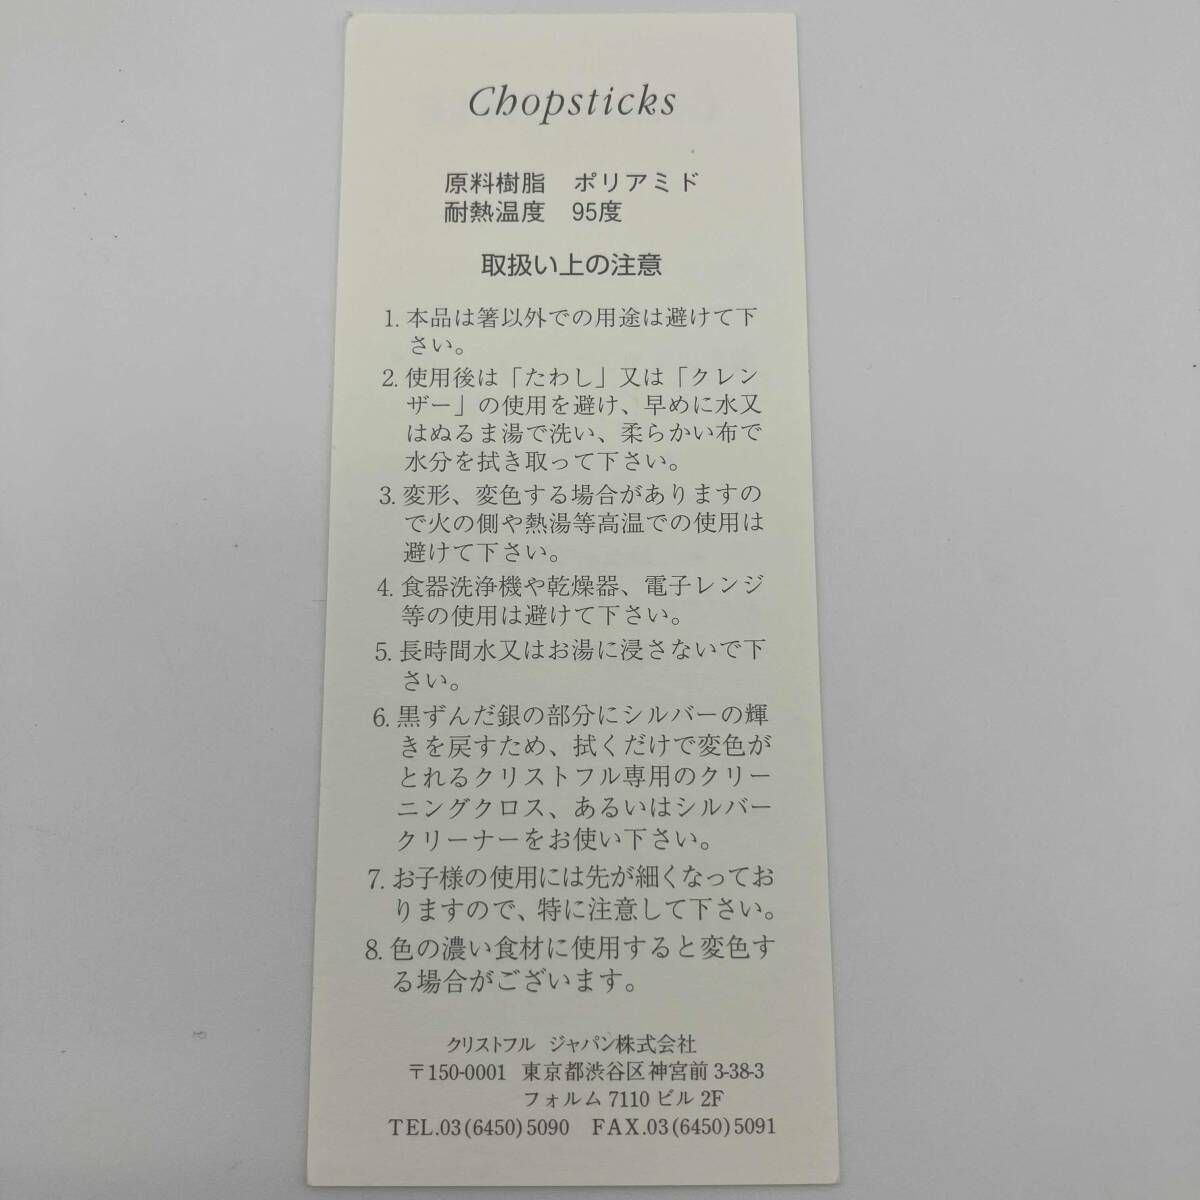 Chopsticks
原料樹脂　ポリアミド
耐熱温度　95度
取扱い上の注意
1. 本品は箸以外での用途は避けて下
さい。
2. 使用後は「たわし」又は「クレン
ザー」の使用を避け、早めに水又
はぬるま湯で洗い、柔らかい布で
水分を拭き取って下さい。
3. 変形、変色する場合がありますの
で火の側や熱湯等高温での使用は
避けて下さい。
4. 食器洗浄機や乾燥器、電子レンジ
等の使用は避けて下さい。
5. 長時間水又はお湯に浸さないで下
さい。
6. 黒ずんだ銀の部分にシルバーの輝
きを戻すため、拭くだけで変色が
とれるクリストフル専用のクリー
ニングクロス、あるいはシルバー
クリーナーをお使い下さい。
7. お子様の使用には先が細くなってお
りますので、特に注意して下さい。
8. 色の濃い食材に使用すると変色す
る場合がございます。
クリストフル ジャパン株式会社
〒150-0001 東京都渋谷区神宮前 3-38-3
フォルム 7110 ビル 2F
TEL.03(6450)5090 FAX.03(6450)5091